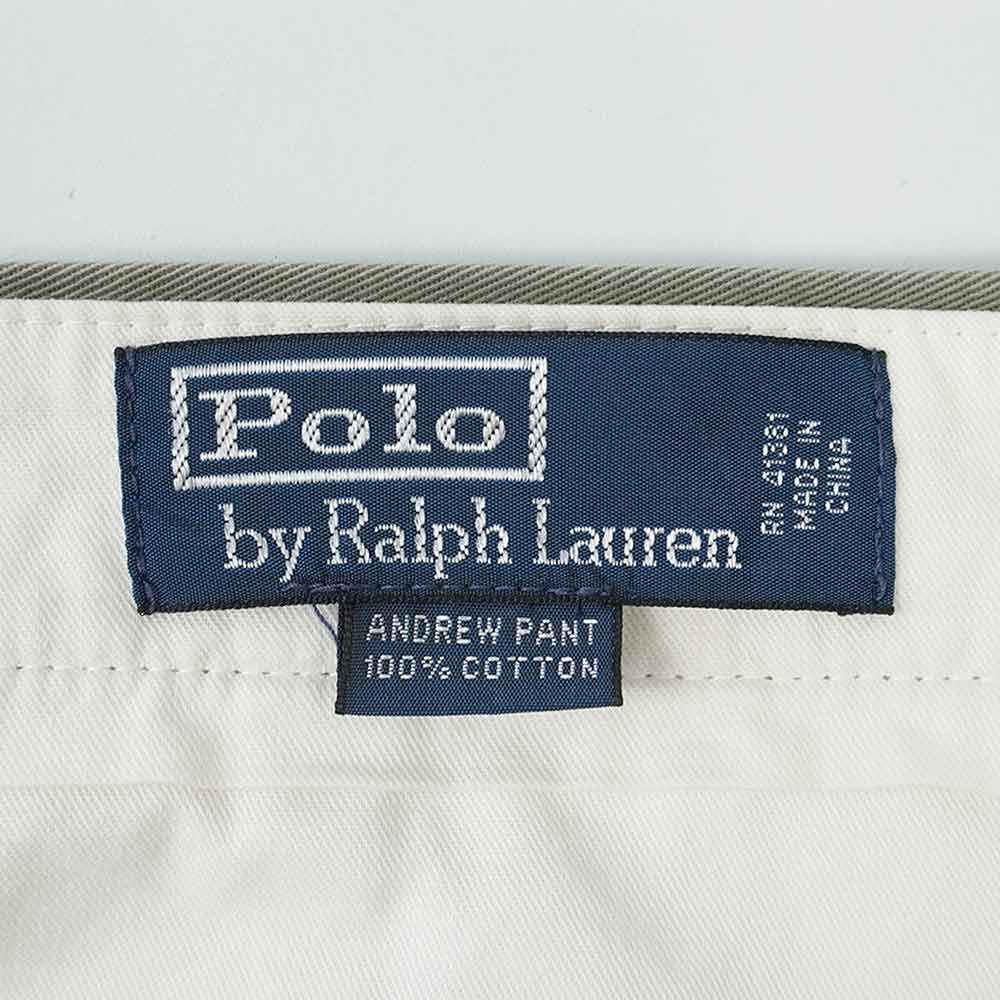 Polo
by Ralph Lauren
RN 41381
MADE IN
CHINA
ANDREW PANT
100% COTTON